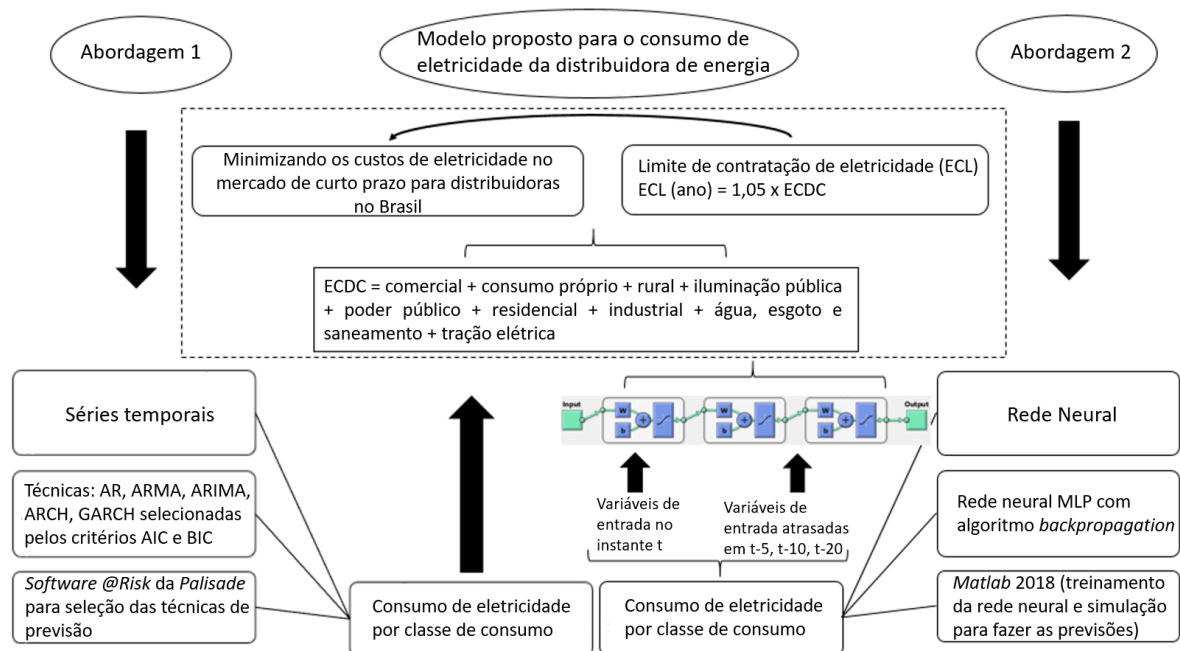 Abordagem 1
Modelo proposto para o consumo de
eletricidade da distribuidora de energia
Abordagem 2
Minimizando os custos de eletricidade no
mercado de curto prazo para distribuidoras
no Brasil
Limite de contratação de eletricidade (ECL)
ECL (ano) = 1,05 x ECDC
ECDC = comercial + consumo próprio + rural + iluminação pública
+ poder público + residencial + industrial + água, esgoto e
saneamento + tração elétrica
Séries temporais
Técnicas: AR, ARMA, ARIMA,
ARCH, GARCH selecionadas
pelos critérios AIC e BIC
Software @Risk da Palisade
para seleção das técnicas de
previsão
Consumo de eletricidade
por classe de consumo
Input
W
b
+
W
b
+
W
b
+
Output
Variáveis de
entrada no
instante t
Variáveis de
entrada atrasadas
em t-5, t-10, t-20
Consumo de eletricidade
por classe de consumo
Rede Neural
Rede neural MLP com
algoritmo backpropagation
Matlab 2018 (treinamento
da rede neural e simulação
para fazer as previsões)